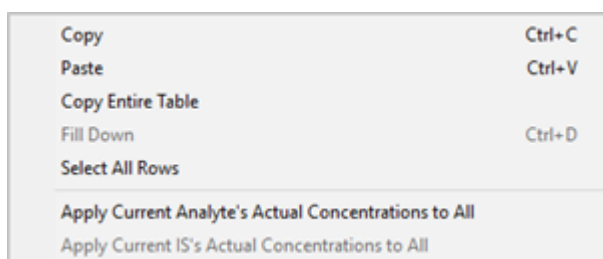 Copy Ctrl+C
Paste Ctrl+V
Copy Entire Table
Fill Down Ctrl+D
Select All Rows
Apply Current Analyte's Actual Concentrations to All
Apply Current IS's Actual Concentrations to All